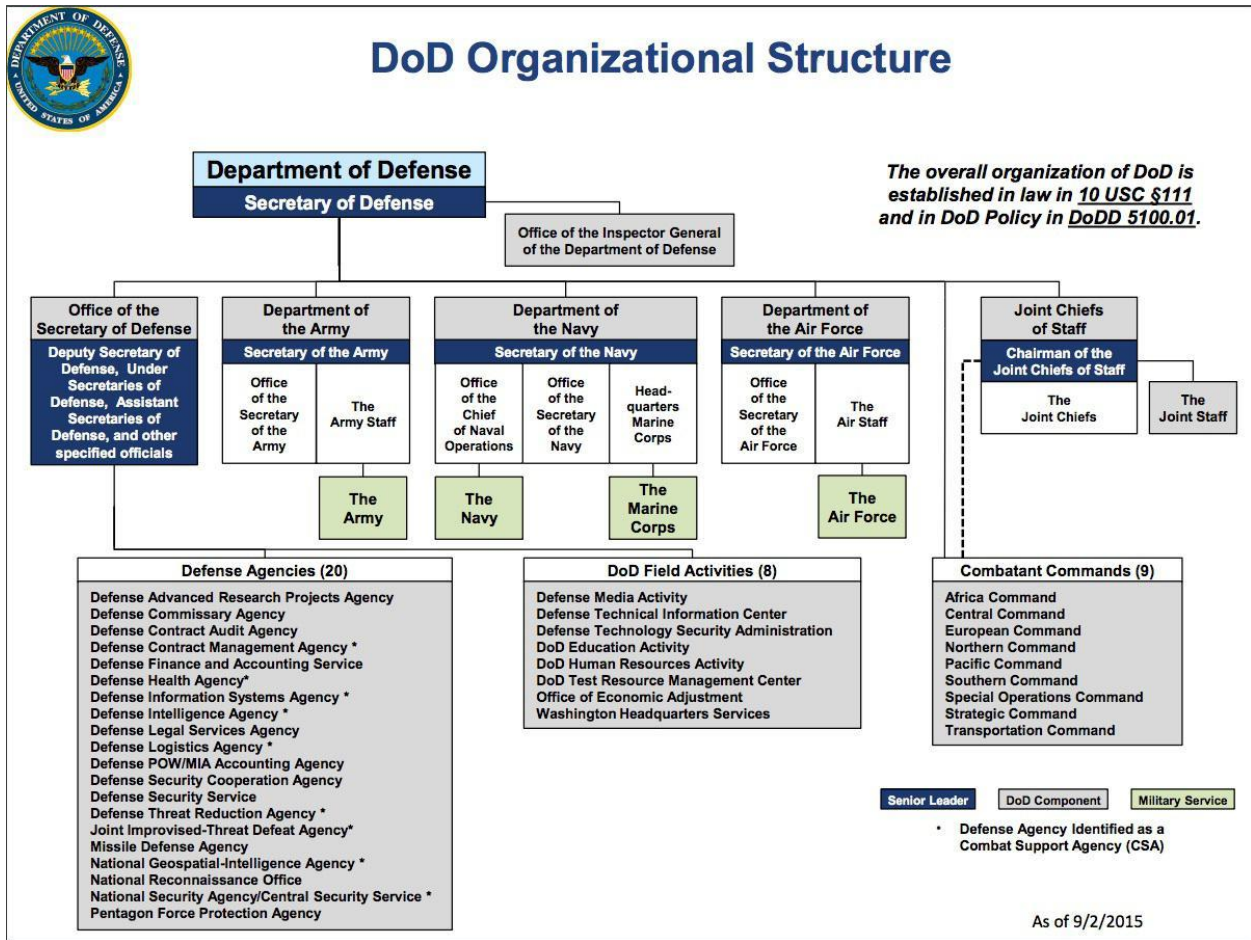 DEPARTMENT OF DEFENSE
UNITED STATES OF AMERICA
DoD Organizational Structure
Department of Defense
Secretary of Defense
The overall organization of DoD is
established in law in 10 USC §111
and in DoD Policy in DoDD 5100.01.
Office of the Inspector General
of the Department of Defense
Office of the
Secretary of Defense
Deputy Secretary of
Defense, Under
Secretaries of
Defense, Assistant
Secretaries of
Defense, and other
specified officials
Department of
the Army
Secretary of the Army
Office
of the
Secretary
of the
Army
The
Army Staff
The
Army
Department of
the Navy
Secretary of the Navy
Office
of the
Chief
of Naval
Operations
Office
of the
Secretary
of the
Navy
Head-
quarters
Marine
Corps
The
Navy
The
Marine
Corps
Department of
the Air Force
Secretary of the Air Force
Office
of the
Secretary
of the
Air Force
The
Air Staff
The
Air Force
Joint Chiefs
of Staff
Chairman of the
Joint Chiefs of Staff
The
Joint Chiefs
The
Joint Staff
Defense Agencies (20)
Defense Advanced Research Projects Agency
Defense Commissary Agency
Defense Contract Audit Agency
Defense Contract Management Agency *
Defense Finance and Accounting Service
Defense Health Agency*
Defense Information Systems Agency *
Defense Intelligence Agency *
Defense Legal Services Agency
Defense Logistics Agency *
Defense POW/MIA Accounting Agency
Defense Security Cooperation Agency
Defense Security Service
Defense Threat Reduction Agency *
Joint Improvised-Threat Defeat Agency*
Missile Defense Agency
National Geospatial-Intelligence Agency *
National Reconnaissance Office
National Security Agency/Central Security Service *
Pentagon Force Protection Agency
DoD Field Activities (8)
Defense Media Activity
Defense Technical Information Center
Defense Technology Security Administration
DoD Education Activity
DoD Human Resources Activity
DoD Test Resource Management Center
Office of Economic Adjustment
Washington Headquarters Services
Combatant Commands (9)
Africa Command
Central Command
European Command
Northern Command
Pacific Command
Southern Command
Special Operations Command
Strategic Command
Transportation Command
Senior Leader
DoD Component
Military Service
* Defense Agency Identified as a
Combat Support Agency (CSA)
As of 9/2/2015